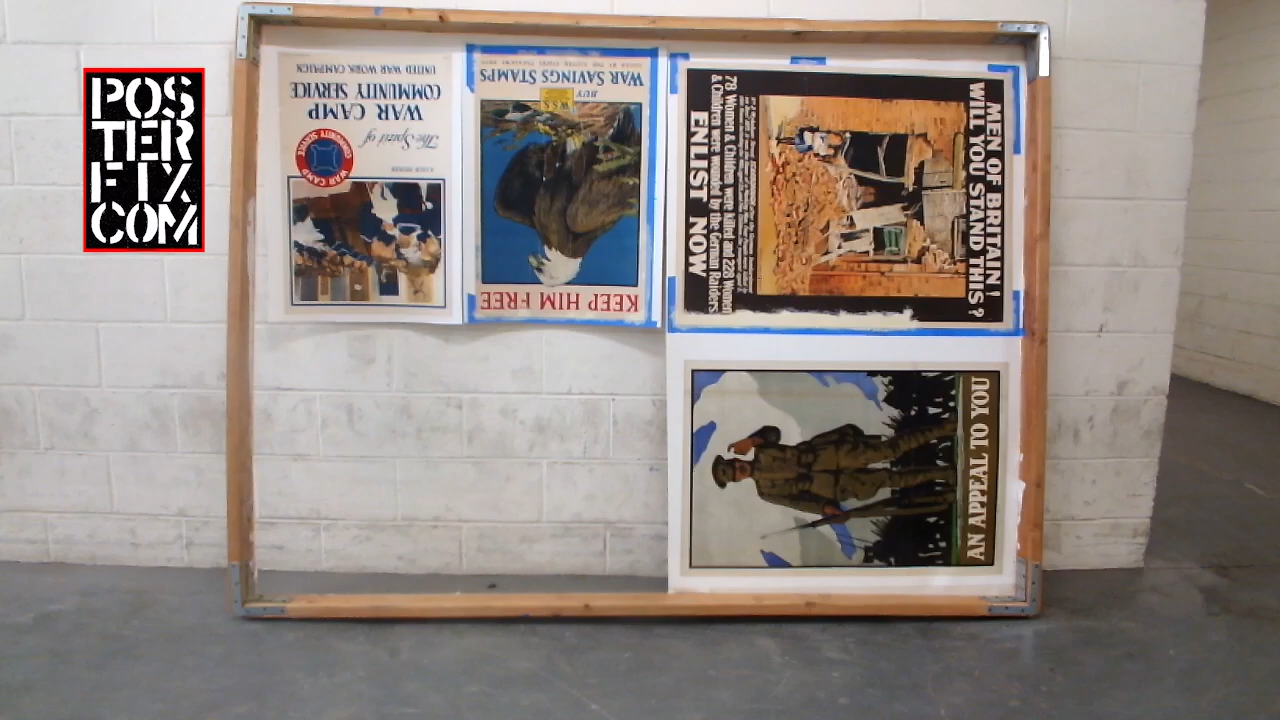 POS
TER
FIX
COM
UNITED WAR WORK CAMPAIGN
COMMUNITY SERVICE
WAR CAMP
The Spirit of
WAR CAMP
COMMUNITY SERVICE
WAR SAVINGS STAMPS
BUY
W.S.S.
KEEP HIM FREE
MEN OF BRITAIN!
WILL YOU STAND THIS?
78 Women & Children were killed and 228 Women
& Children were wounded by the German Raiders
ENLIST NOW
AN APPEAL TO YOU